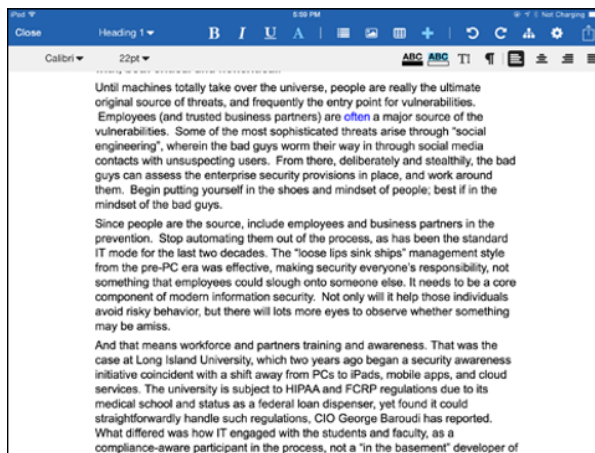 iPad 5:59 PM Not Charging
Close Heading 1 B I U A
Calibri 22pt ABC ABC
Until machines totally take over the universe, people are really the ultimate
original source of threats, and frequently the entry point for vulnerabilities.
Employees (and trusted business partners) are often a major source of the
vulnerabilities. Some of the most sophisticated threats arise through “social
engineering”, wherein the bad guys worm their way in through social media
contacts with unsuspecting users. From there, deliberately and stealthily, the bad
guys can assess the enterprise security provisions in place, and work around
them. Begin putting yourself in the shoes and mindset of people; best if in the
mindset of the bad guys.
Since people are the source, include employees and business partners in the
prevention. Stop automating them out of the process, as has been the standard
IT mode for the last two decades. The “loose lips sink ships” management style
from the pre-PC era was effective, making security everyone’s responsibility, not
something that employees could slough onto someone else. It needs to be a core
component of modern information security. Not only will it help those individuals
avoid risky behavior, but there will lots more eyes to observe whether something
may be amiss.
And that means workforce and partners training and awareness. That was the
case at Long Island University, which two years ago began a security awareness
initiative coincident with a shift away from PCs to iPads, mobile apps, and cloud
services. The university is subject to HIPAA and FCRP regulations due to its
medical school and status as a federal loan dispenser, yet found it could
straightforwardly handle such regulations, CIO George Baroudi has reported.
What differed was how IT engaged with the students and faculty, as a
compliance-aware participant in the process, not a “in the basement” developer of